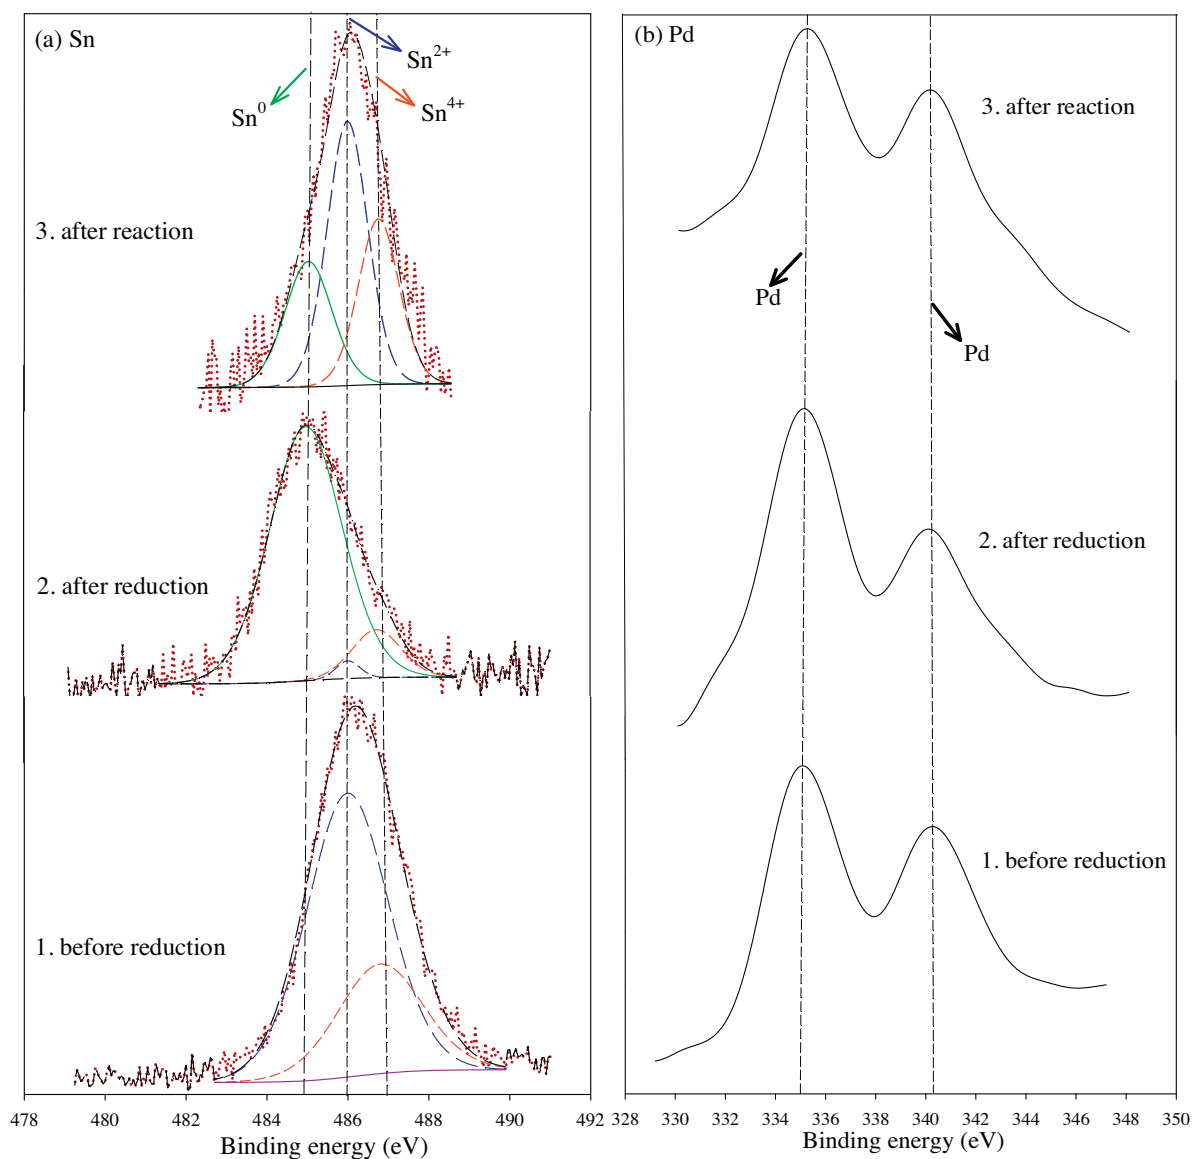 (a) Sn
Sn2+
Sn0
Sn4+
3. after reaction
2. after reduction
1. before reduction
478 480 482 484 486 488 490 492
Binding energy (eV)
(b) Pd
3. after reaction
Pd
Pd
2. after reduction
1. before reduction
328 330 332 334 336 338 340 342 344 346 348 350
Binding energy (eV)